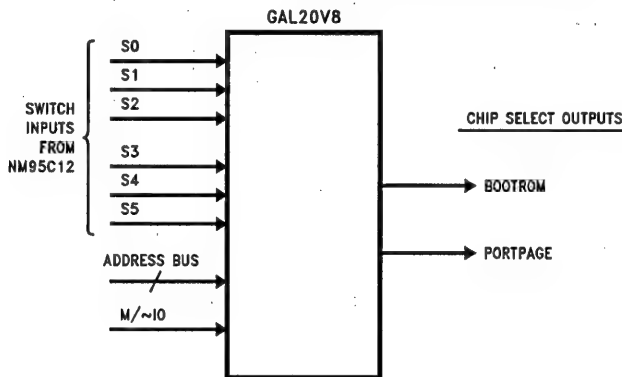 GAL20V8
S0
S1
S2
SWITCH
INPUTS
FROM
NM95C12
S3
S4
S5
ADDRESS BUS
M/~IO
CHIP SELECT OUTPUTS
BOOTROM
PORTPAGE